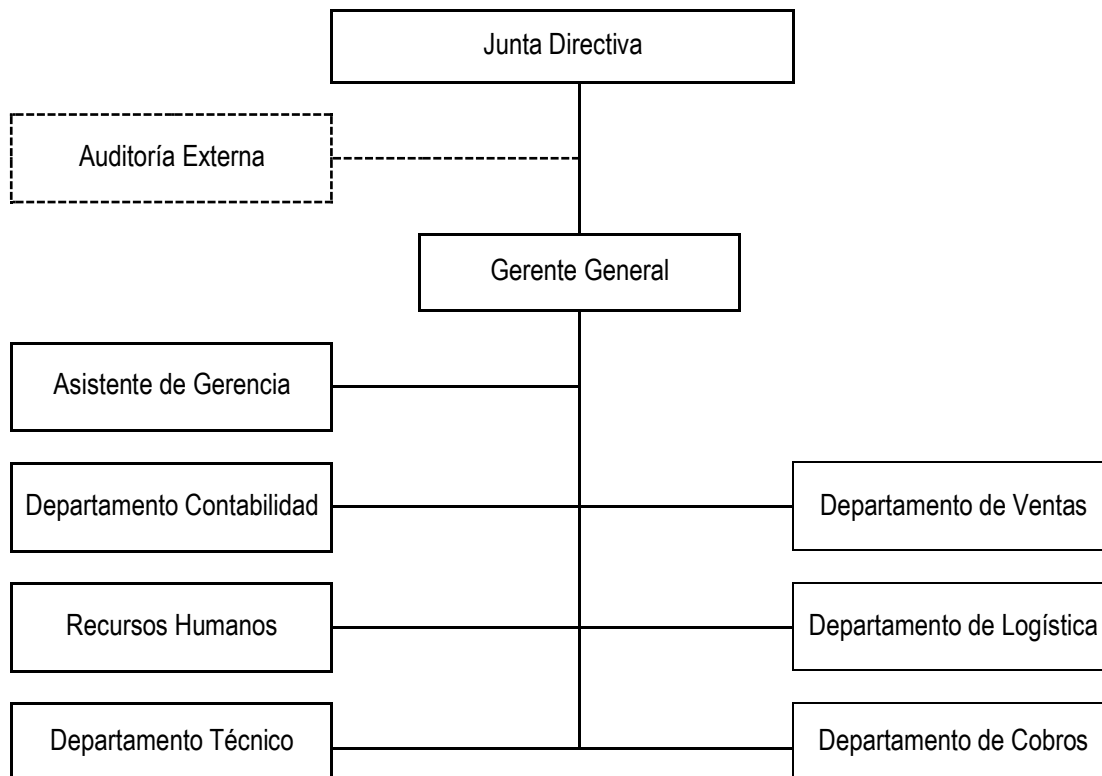 Junta Directiva
Auditoría Externa
Gerente General
Asistente de Gerencia
Departamento Contabilidad
Departamento de Ventas
Recursos Humanos
Departamento de Logística
Departamento Técnico
Departamento de Cobros